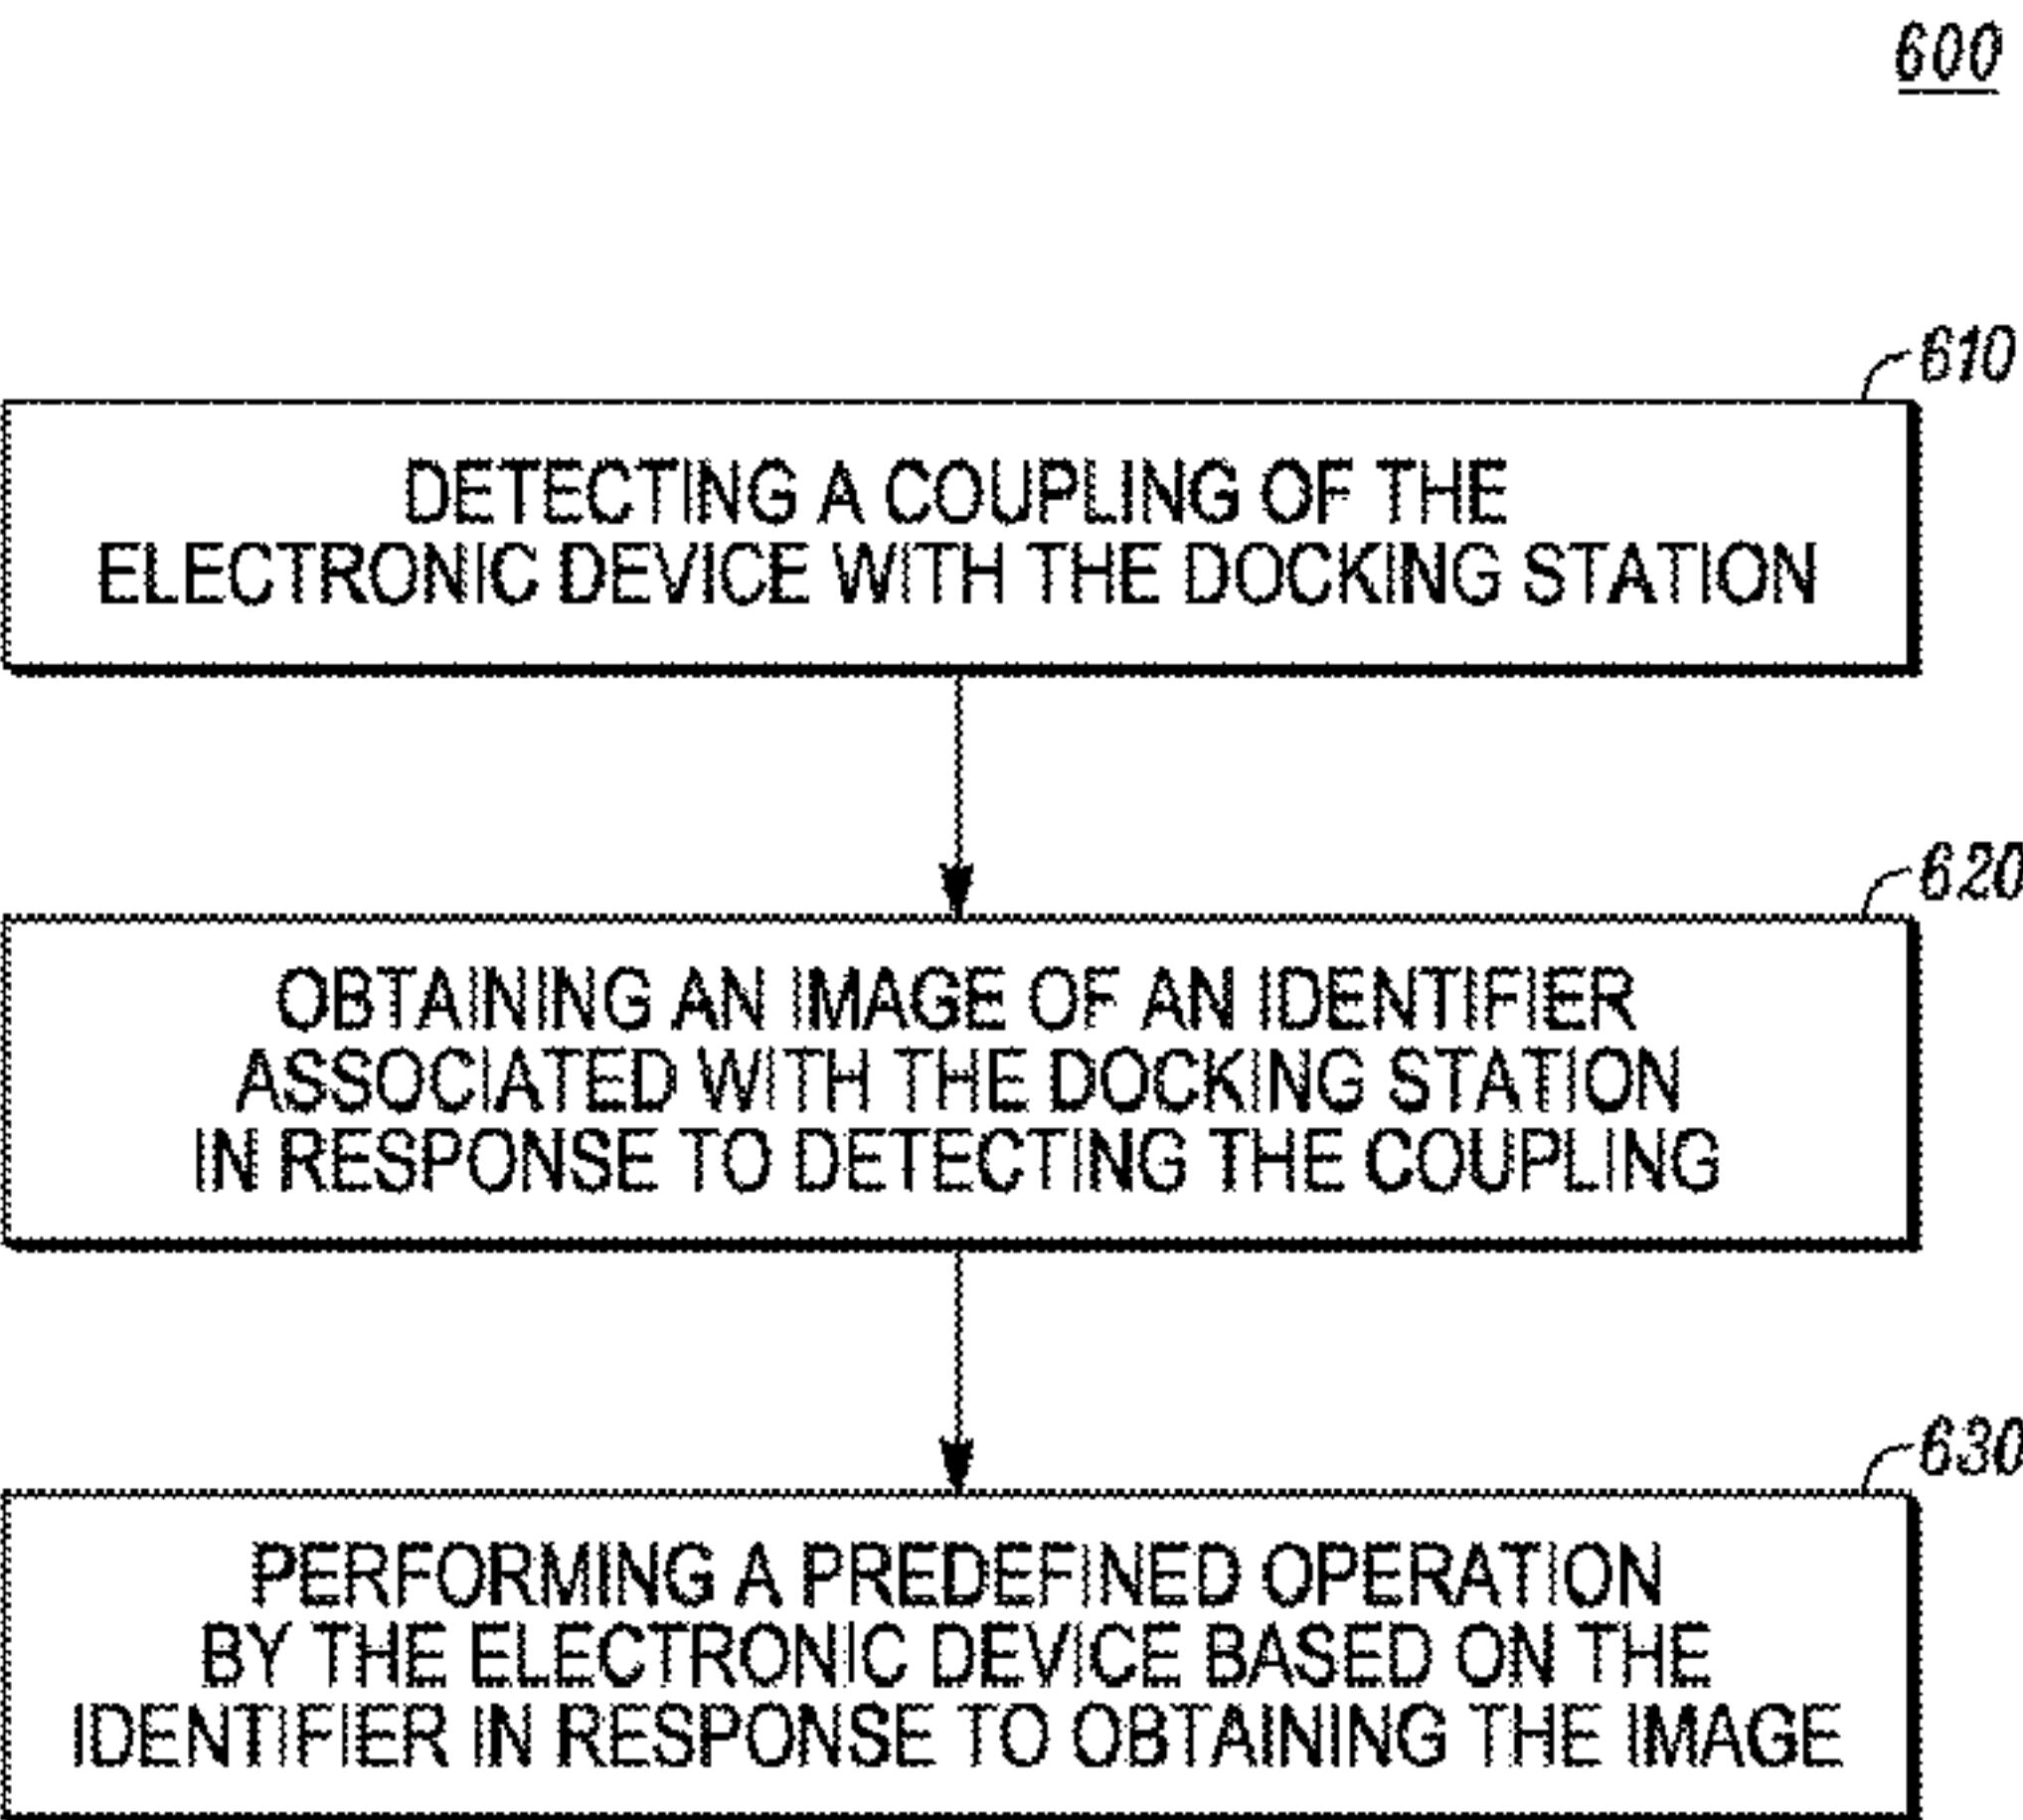 600
610
DETECTING A COUPLING OF THE
ELECTRONIC DEVICE WITH THE DOCKING STATION
620
OBTAINING AN IMAGE OF AN IDENTIFIER
ASSOCIATED WITH THE DOCKING STATION
IN RESPONSE TO DETECTING THE COUPLING
630
PERFORMING A PREDEFINED OPERATION
BY THE ELECTRONIC DEVICE BASED ON THE
IDENTIFIER IN RESPONSE TO OBTAINING THE IMAGE